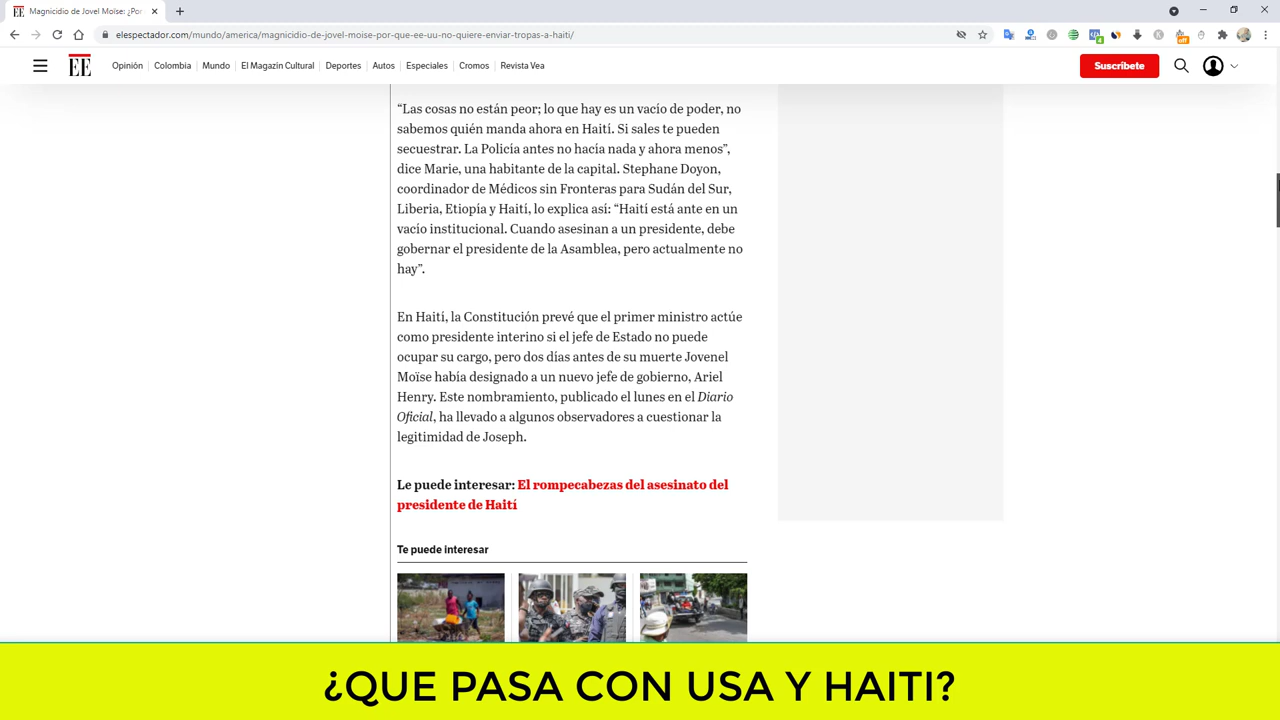 Magnicidio de Jovel Moïse: ¿Por
elespectador.com/mundo/america/magnicidio-de-jovel-moise-por-que-ee-uu-no-quiere-enviar-tropas-a-haiti/
EE
Opinión
Colombia
Mundo
El Magazín Cultural
Deportes
Autos
Especiales
Cromos
Revista Vea
Suscríbete
“Las cosas no están peor; lo que hay es un vacío de poder, no
sabemos quién manda ahora en Haití. Si sales te pueden
secuestrar. La Policía antes no hacía nada y ahora menos”,
dice Marie, una habitante de la capital. Stephane Doyon,
coordinador de Médicos sin Fronteras para Sudán del Sur,
Liberia, Etiopía y Haití, lo explica así: “Haití está ante en un
vacío institucional. Cuando asesinan a un presidente, debe
gobernar el presidente de la Asamblea, pero actualmente no
hay”.
En Haití, la Constitución prevé que el primer ministro actúe
como presidente interino si el jefe de Estado no puede
ocupar su cargo, pero dos días antes de su muerte Jovenel
Moïse había designado a un nuevo jefe de gobierno, Ariel
Henry. Este nombramiento, publicado el lunes en el Diario
Oficial, ha llevado a algunos observadores a cuestionar la
legitimidad de Joseph.
Le puede interesar: El rompecabezas del asesinato del
presidente de Haití
Te puede interesar
¿QUE PASA CON USA Y HAITI?